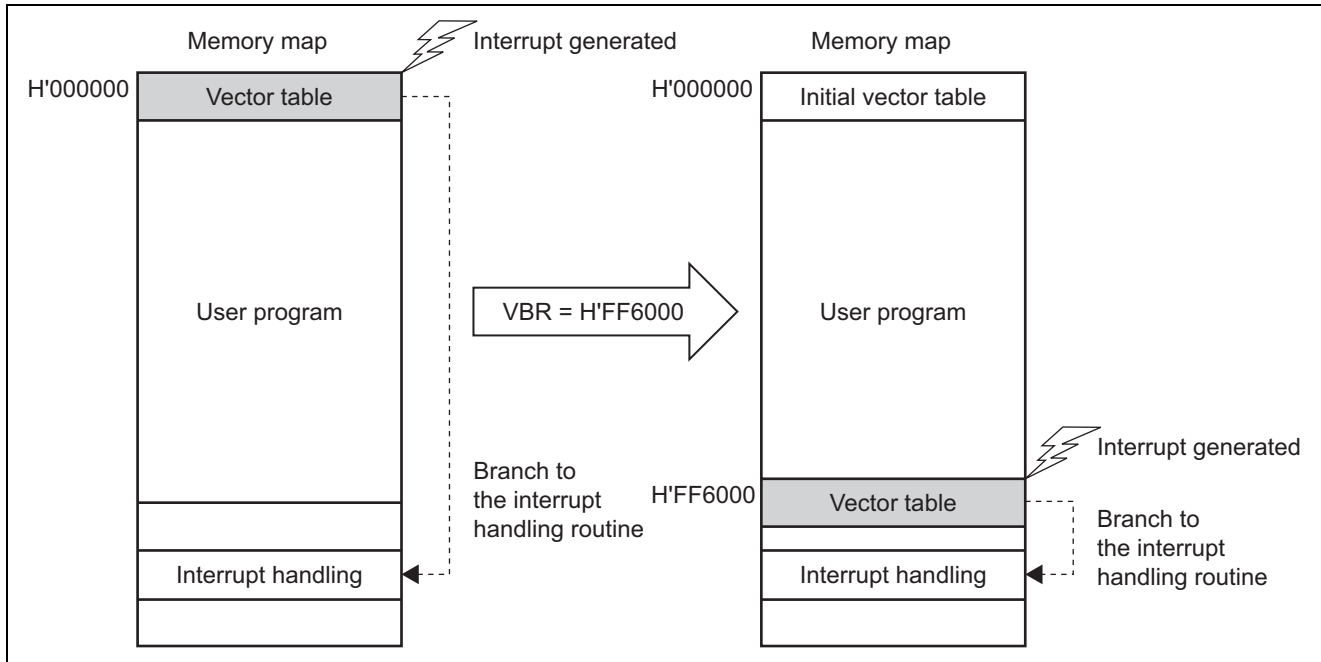 Memory map
Interrupt generated
H'000000
Vector table
User program
Branch to
the interrupt
handling routine
Interrupt handling
VBR = H'FF6000
Memory map
H'000000
Initial vector table
User program
Interrupt generated
H'FF6000
Vector table
Branch to
the interrupt
handling routine
Interrupt handling